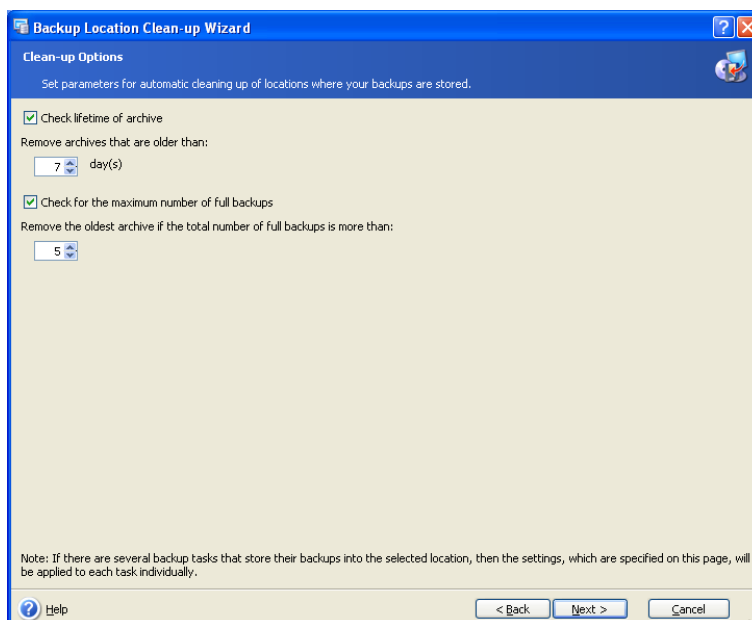 Backup Location Clean-up Wizard
Clean-up Options
Set parameters for automatic cleaning up of locations where your backups are stored.
Check lifetime of archive
Remove archives that are older than:
7 day(s)
Check for the maximum number of full backups
Remove the oldest archive if the total number of full backups is more than:
5
Note: If there are several backup tasks that store their backups into the selected location, then the settings, which are specified on this page, will
be applied to each task individually.
? Help < Back Next > Cancel